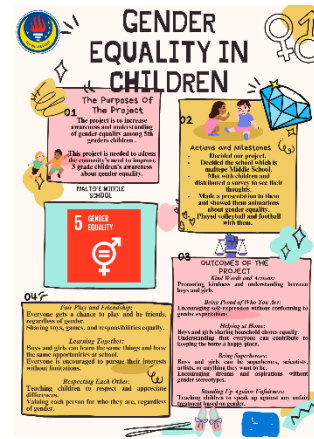 GENDER
EQUALITY IN
CHILDREN
01
The Purposes Of
The Project
The project is to increase
awareness and understanding
of gender equality among 5th
graders children .
This project is needed to adress
the comunity's need to improve
5 grade children's awareness
about gender equality.
02
Actions and Milestones
- Decided our project.
- Decided the school which is
maltepe Middle School.
- Met with children and
distributed a survey to see their
thoughts.
- Made a presentation to them
and showed them animations
about gender equality.
- Played volleyball and football
with them.
MALTEPE MIDDLE
SCHOOL
5 GENDER
EQUALITY
03
OUTCOMES OF THE
PROJECT
Kind Words and Actions:
Promoting kindness and understanding between
boys and girls.
Being Proud of Who You Are:
Encouraging self-expression without conforming to
gender expectations
Helping at Home:
Boys and girls sharing household chores equally.
Understanding that everyone can contribute to
keeping the home a happy place.
Being Superheroes:
Boys and girls can be superheroes, scientists,
artists, or anything they want to be.
Encouraging dreams and aspirations without
gender stereotypes.
Standing Up Against Unfairness:
Teaching children to speak up against any unfair
treatment based on gender.
04
Fair Play and Friendship:
Everyone gets a chance to play and be friends,
regardless of gender.
Sharing toys, games, and responsibilities equally.
Learning Together:
Boys and girls can learn the same things and have
the same opportunities at school.
Everyone is encouraged to pursue their interests
without limitations.
Respecting Each Other:
Teaching children to respect and appreciate
differences.
Valuing each person for who they are, regardless
of gender.